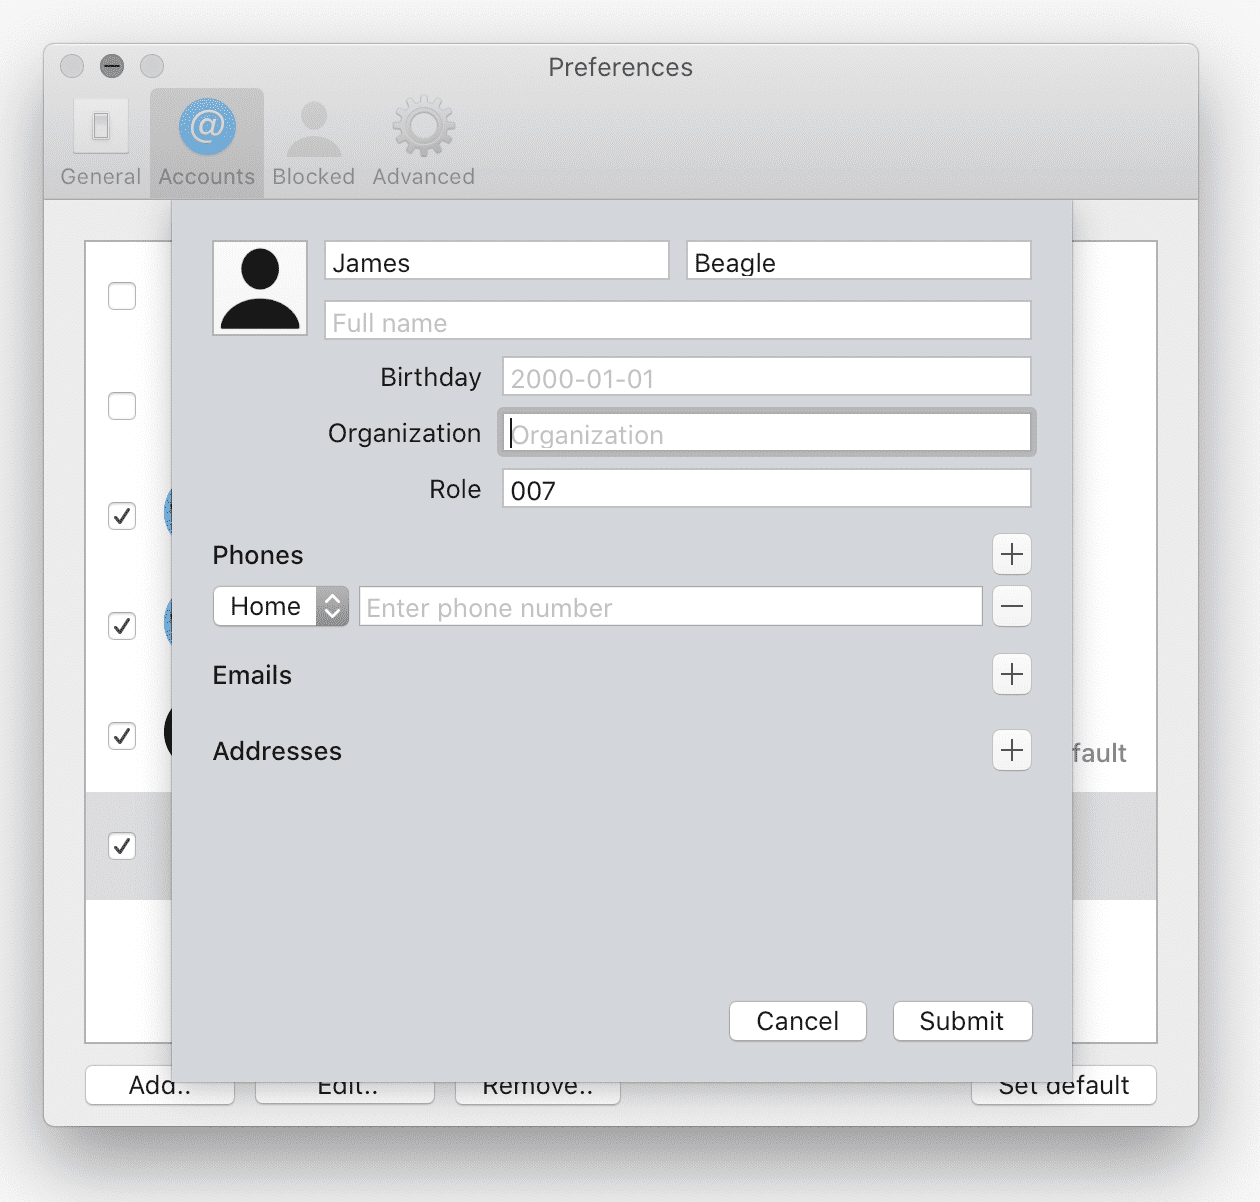 Preferences
General Accounts Blocked Advanced
James Beagle
Full name
Birthday 2000-01-01
Organization Organization
Role 007
Phones
Home Enter phone number
Emails
Addresses
fault
Cancel Submit
Add.. Edit.. Remove.. Set default